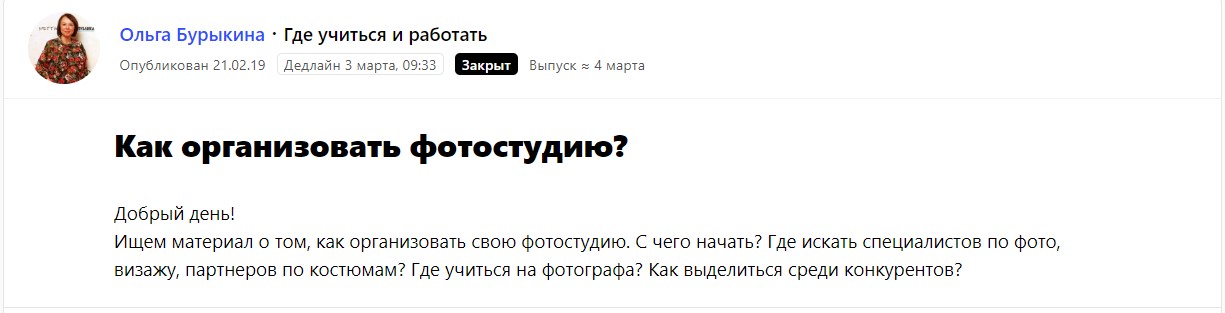 Ольга Бурыкина · Где учиться и работать
Опубликован 21.02.19 Дедлайн 3 марта, 09:33 Закрыт Выпуск ≈ 4 марта
Как организовать фотостудию?
Добрый день!
Ищем материал о том, как организовать свою фотостудию. С чего начать? Где искать специалистов по фото,
визажу, партнеров по костюмам? Где учиться на фотографа? Как выделиться среди конкурентов?